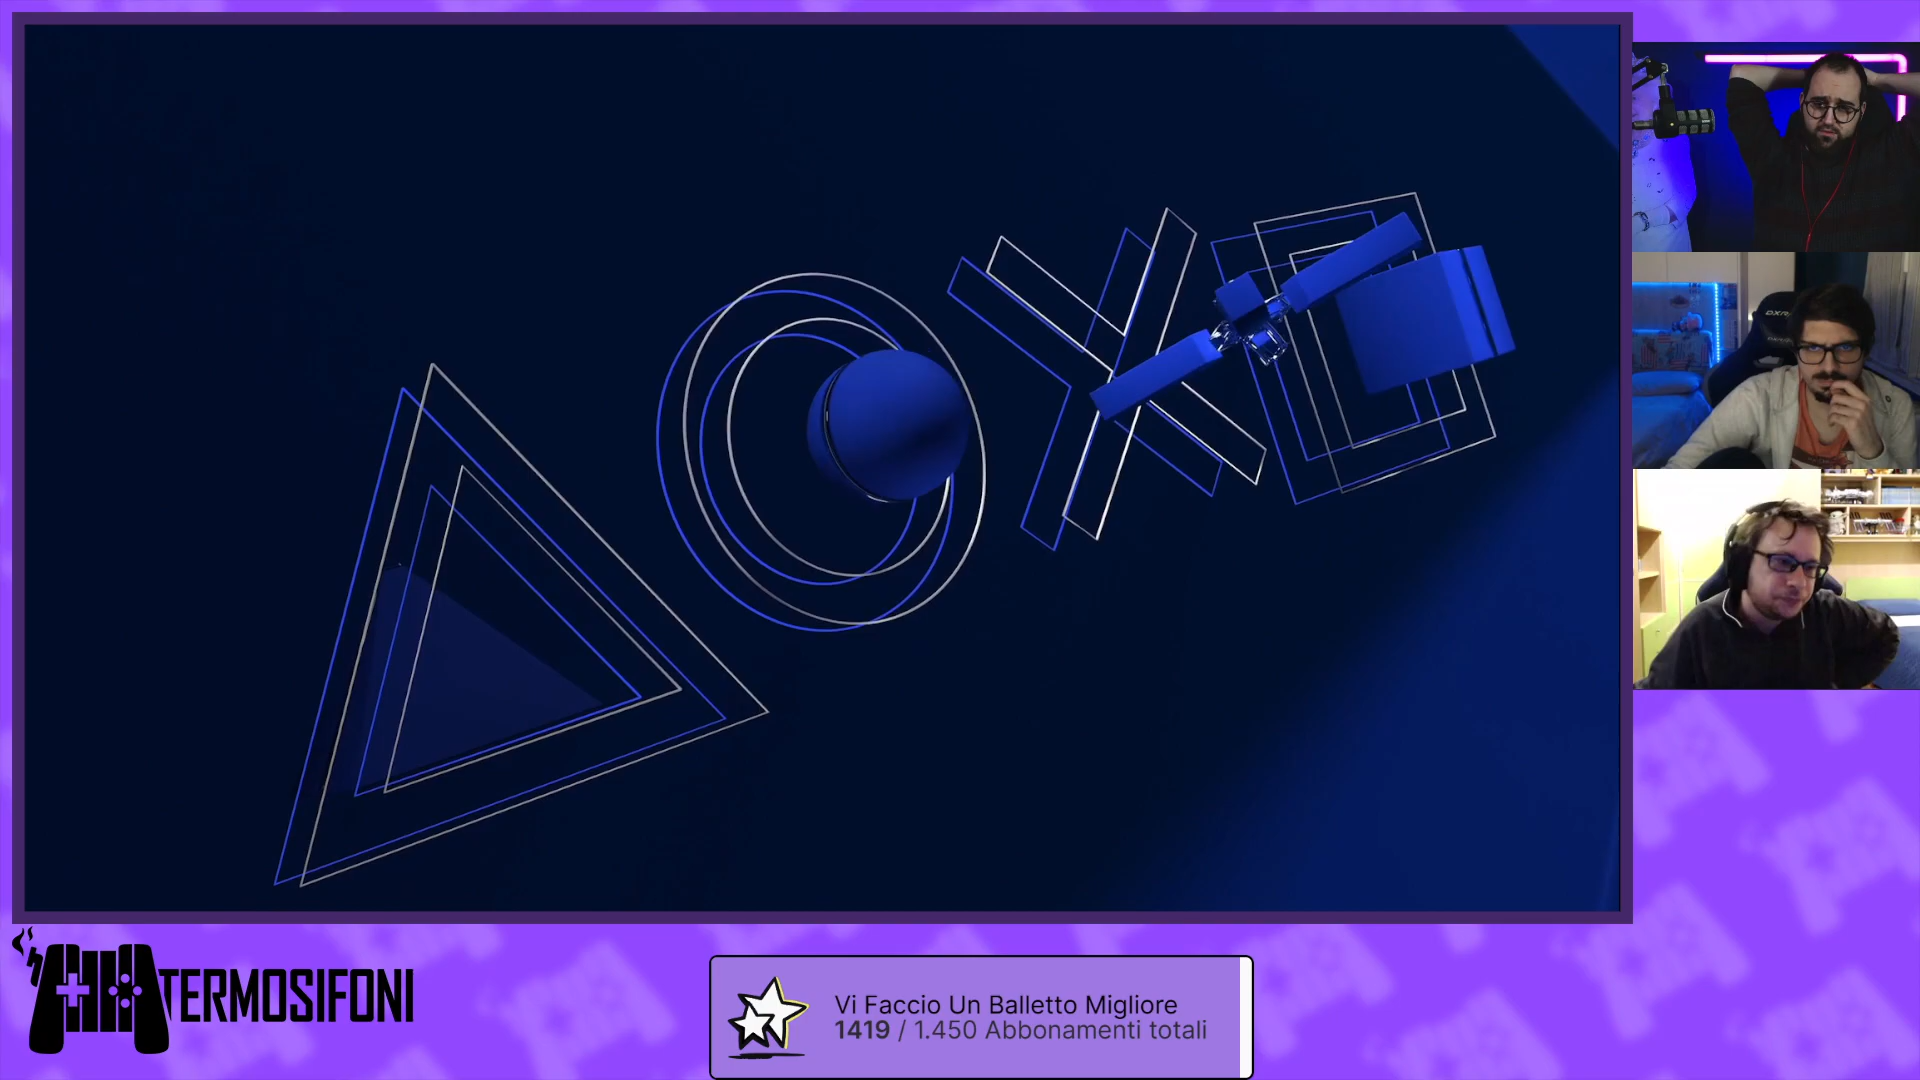 TERMOSIFONI
Vi Faccio Un Balletto Migliore
1419 / 1.450 Abbonamenti totali